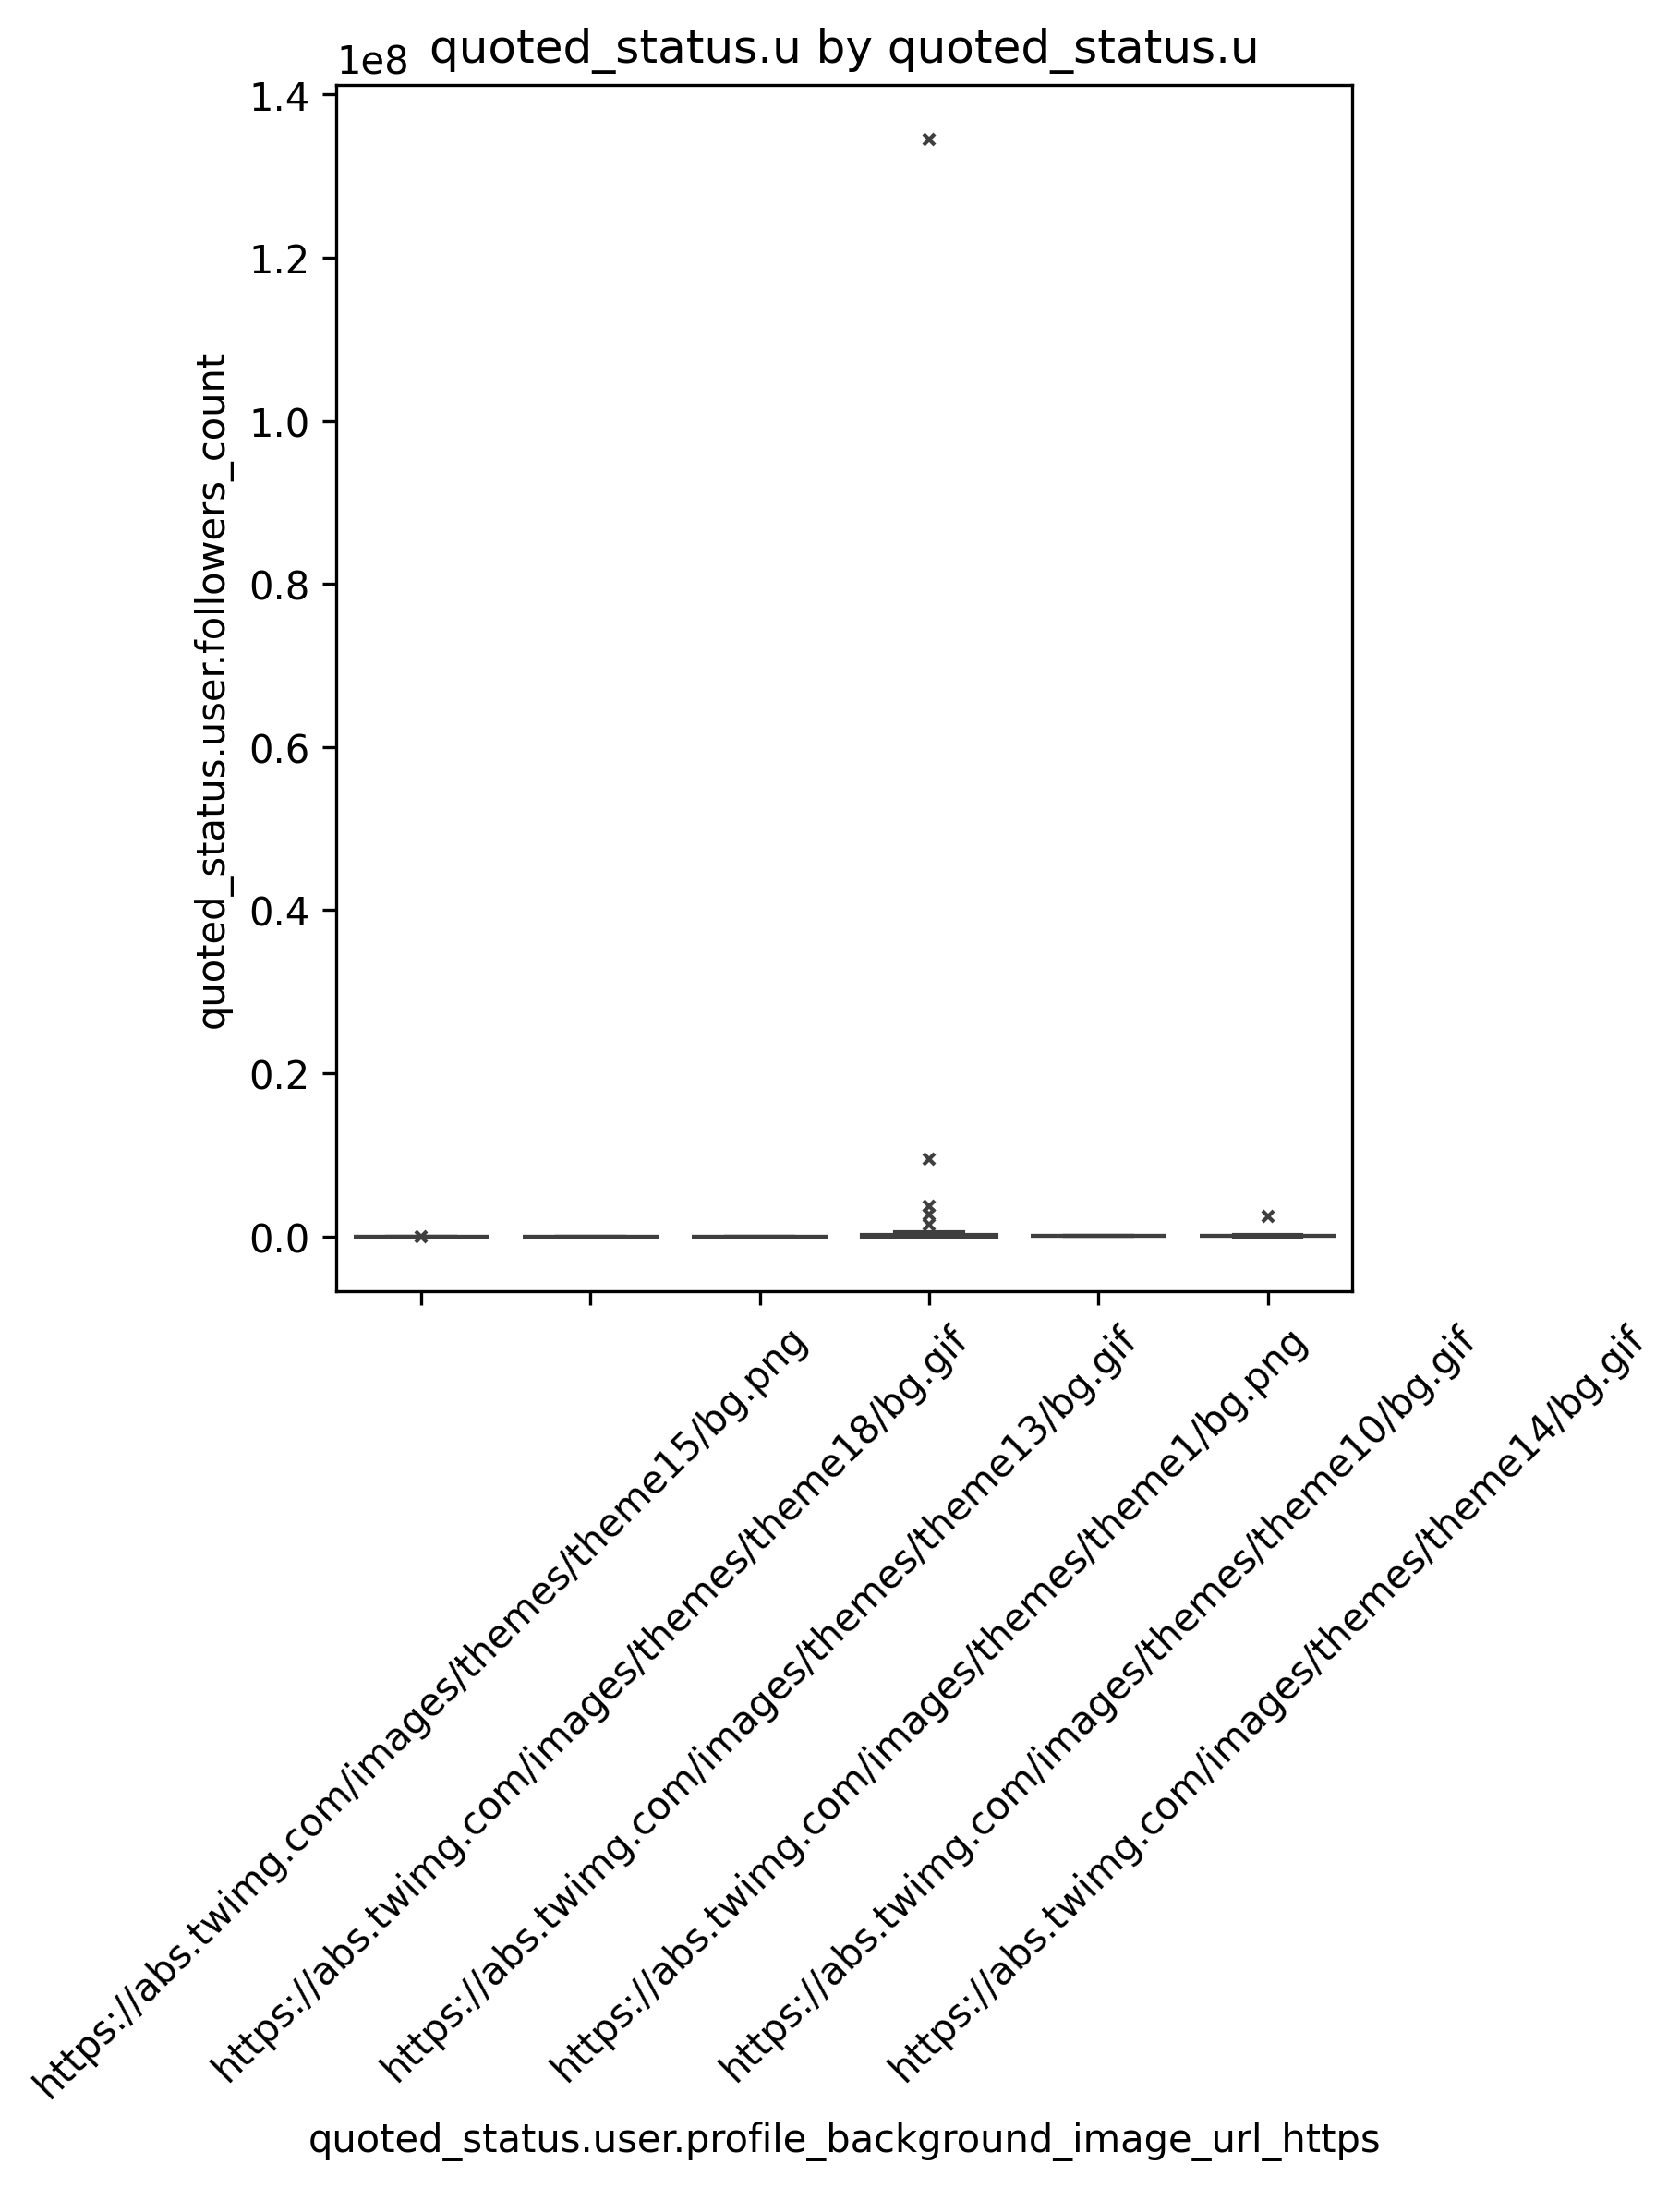 quoted_status.u by quoted_status.u
1e8
1.4
1.2
1.0
0.8
0.6
0.4
0.2
0.0
quoted_status.user.followers_count
https://abs.twimg.com/images/themes/theme15/bg.png
https://abs.twimg.com/images/themes/theme18/bg.gif
https://abs.twimg.com/images/themes/theme13/bg.gif
https://abs.twimg.com/images/themes/theme1/bg.png
https://abs.twimg.com/images/themes/theme10/bg.gif
https://abs.twimg.com/images/themes/theme14/bg.gif
quoted_status.user.profile_background_image_url_https